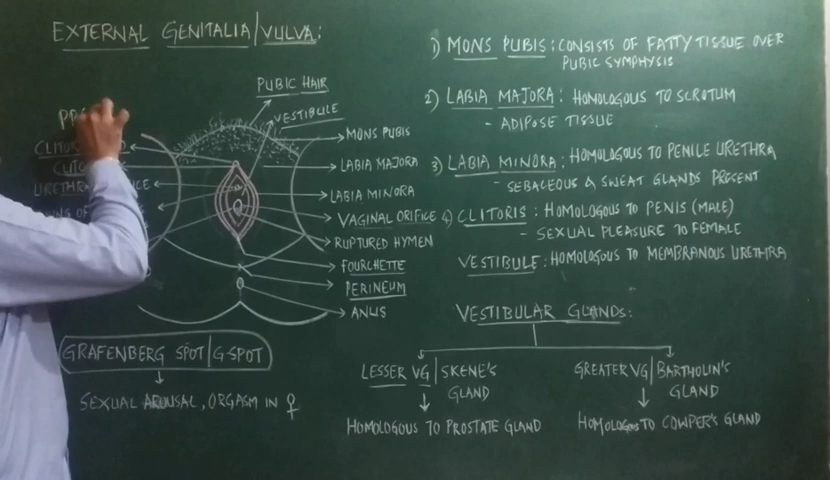 EXTERNAL GENITALIA/VULVA:
PUBIC HAIR
VESTIBULE
MONS PUBIS
LABIA MAJORA
LABIA MINORA
VAGINAL ORIFICE
RUPTURED HYMEN
FOURCHETTE
PERINEUM
ANUS
GRAFENBERG SPOT/G-SPOT
SEXUAL AROUSAL, ORGASM IN ♀
1) MONS PUBIS: CONSISTS OF FATTY TISSUE OVER
PUBIC SYMPHYSIS
2) LABIA MAJORA: HOMOLOGOUS TO SCROTUM
- ADIPOSE TISSUE
3) LABIA MINORA: HOMOLOGOUS TO PENILE URETHRA
- SEBACEOUS & SWEAT GLANDS PRESENT
4) CLITORIS: HOMOLOGOUS TO PENIS (MALE)
- SEXUAL PLEASURE TO FEMALE
VESTIBULE: HOMOLOGOUS TO MEMBRANOUS URETHRA
VESTIBULAR GLANDS:
LESSER VG/SKENE'S
GLAND
HOMOLOGOUS TO PROSTATE GLAND
GREATER VG/BARTHOLIN'S
GLAND
HOMOLOGOUS TO COWPER'S GLAND